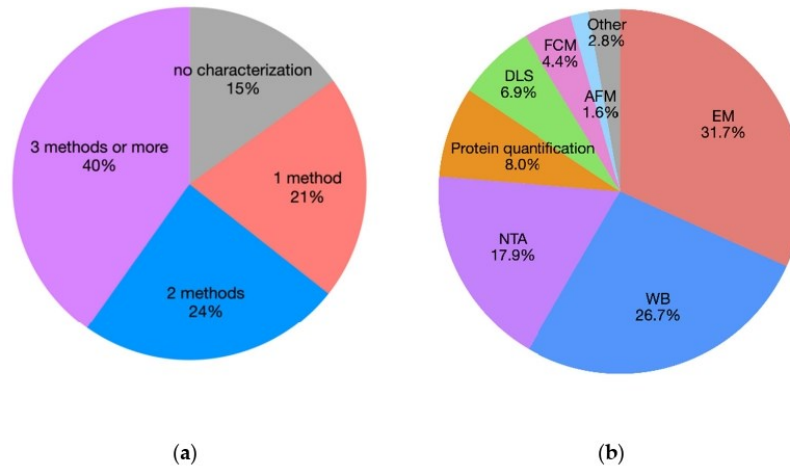 no characterization
15%
1 method
21%
2 methods
24%
3 methods or more
40%
(a)
Other
2.8%
EM
31.7%
WB
26.7%
NTA
17.9%
Protein quantification
8.0%
DLS
6.9%
FCM
4.4%
AFM
1.6%
(b)